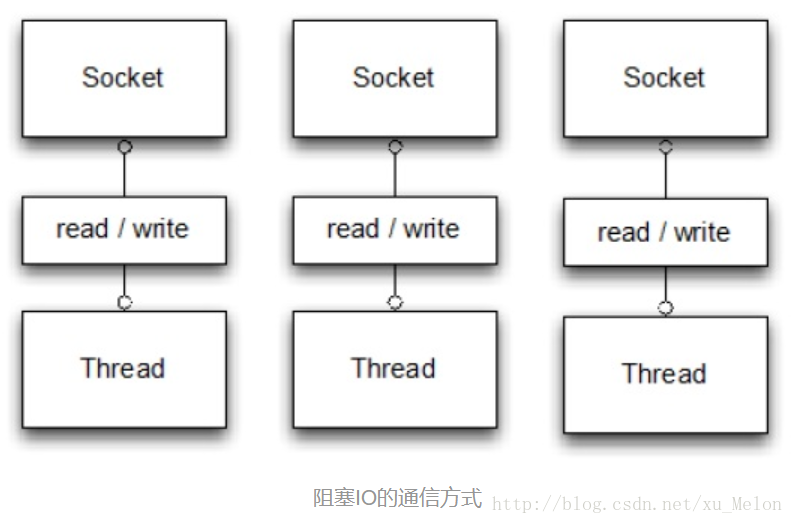 Socket Socket Socket
read / write read / write read / write
Thread Thread Thread
阻塞IO的通信方式 http://blog.csdn.net/xu_Melon